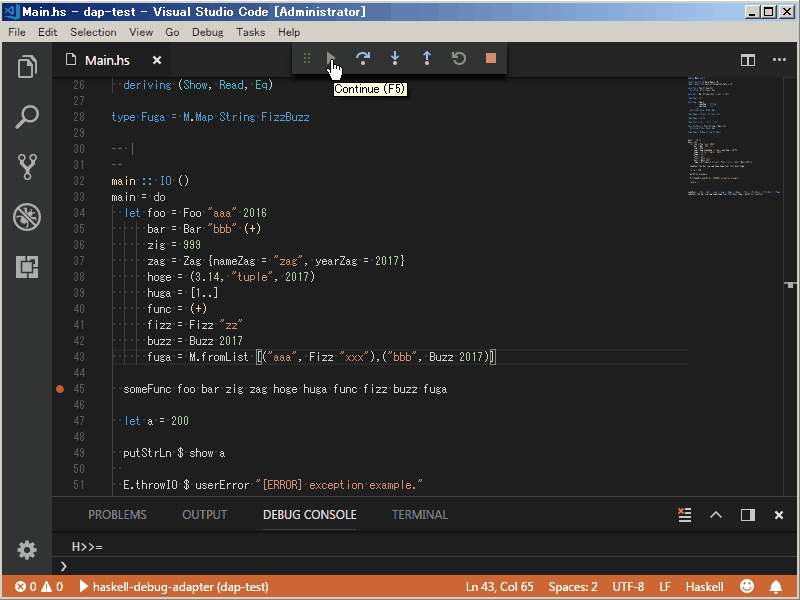 Main.hs - dap-test - Visual Studio Code [Administrator]
File Edit Selection View Go Debug Tasks Help
Main.hs
Continue (F5)
26 deriving (Show, Read, Eq)
27
28 type Fuga = M.Map String FizzBuzz
29
30 -- |
31 --
32 main :: IO ()
33 main = do
34 let foo = Foo "aaa" 2016
35 bar = Bar "bbb" (+)
36 zig = 999
37 zag = Zag {nameZag = "zag", yearZag = 2017}
38 hoge = (3.14, "tuple", 2017)
39 huga = [1..]
40 func = (+)
41 fizz = Fizz "zz"
42 buzz = Buzz 2017
43 fuga = M.fromList [("aaa", Fizz "xxx"),("bbb", Buzz 2017)]
44
45 someFunc foo bar zig zag hoge huga func fizz buzz fuga
46
47 let a = 200
48
49 putStrLn $ show a
50
51 E.throwIO $ userError "[ERROR] exception example."
PROBLEMS OUTPUT DEBUG CONSOLE TERMINAL
H>>=
>
0 0 haskell-debug-adapter (dap-test) Ln 43, Col 65 Spaces: 2 UTF-8 LF Haskell